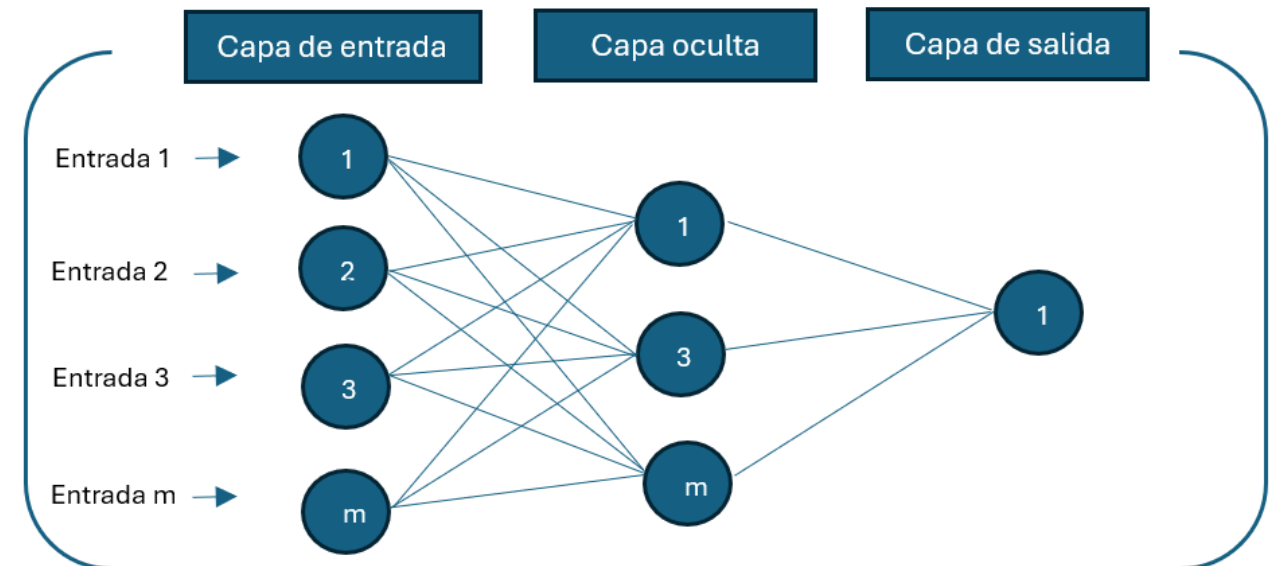 Capa de entrada
Capa oculta
Capa de salida
Entrada 1
1
Entrada 2
2
Entrada 3
3
Entrada m
m
1
3
m
1